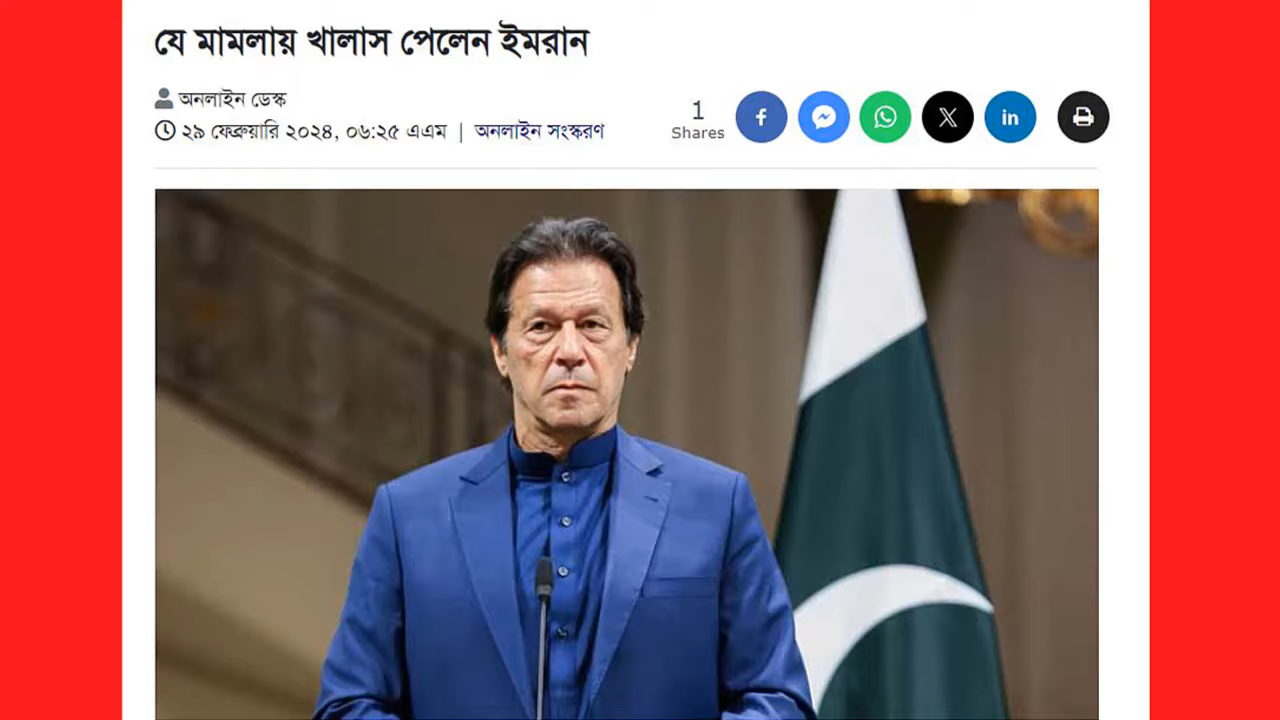 যে মামলায় খালাস পেলেন ইমরান
অনলাইন ডেস্ক
২৯ ফেব্রুয়ারি ২০২৪, ০৬:২৫ এএম | অনলাইন সংস্করণ
1
Shares